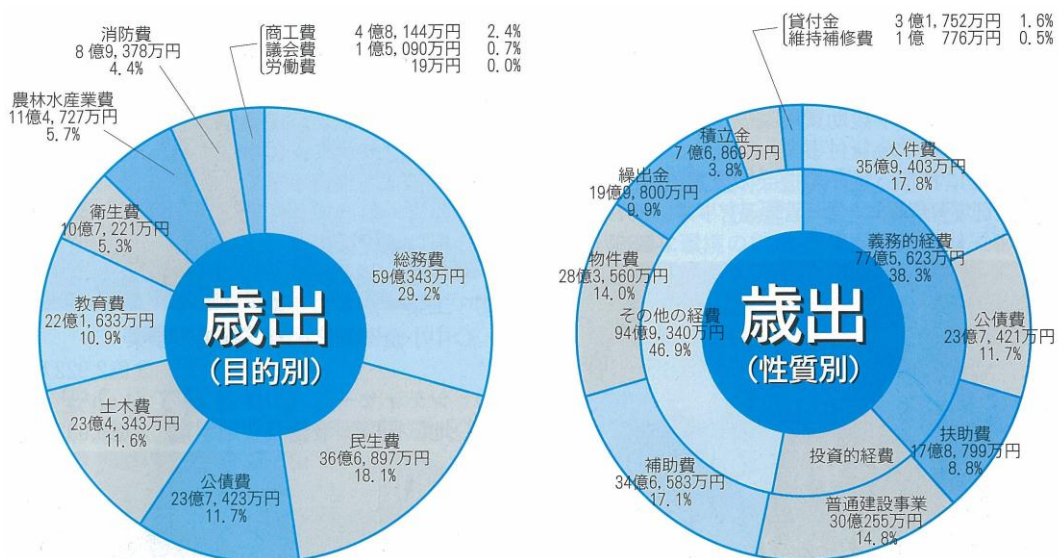 消防費
8億9,378万円
4.4%
商工費 4億8,144万円 2.4%
議会費 1億5,090万円 0.7%
労働費 19万円 0.0%
農林水産業費
11億4,727万円
5.7%
衛生費
10億7,221万円
5.3%
教育費
22億1,633万円
10.9%
土木費
23億4,343万円
11.6%
公債費
23億7,423万円
11.7%
民生費
36億6,897万円
18.1%
総務費
59億343万円
29.2%
歳出
(目的別)
貸付金 3億1,752万円 1.6%
維持補修費 1億 776万円 0.5%
積立金
7億6,869万円
3.8%
繰出金
19億9,800万円
9.9%
物件費
28億3,560万円
14.0%
その他の経費
94億9,340万円
46.9%
補助費
34億6,583万円
17.1%
投資的経費
普通建設事業
30億255万円
14.8%
扶助費
17億8,799万円
8.8%
公債費
23億7,421万円
11.7%
人件費
35億9,403万円
17.8%
義務的経費
77億5,623万円
38.3%
歳出
(性質別)